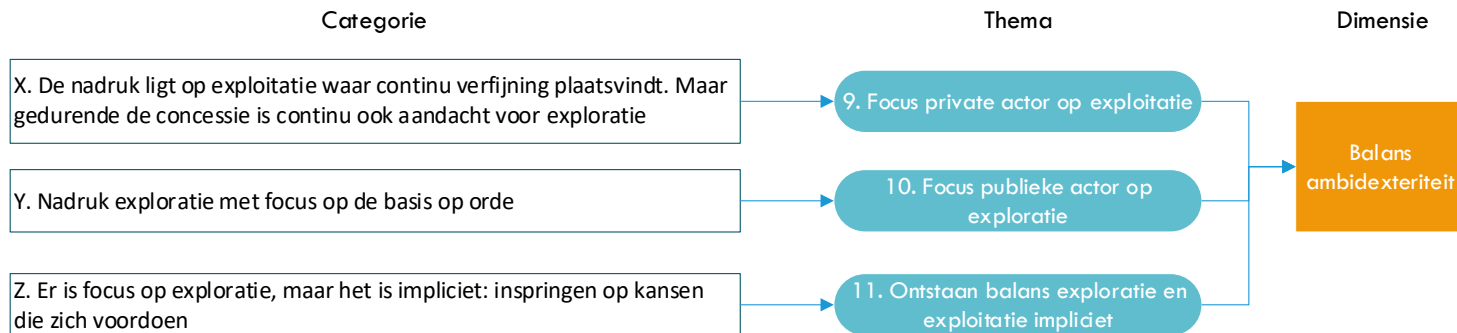 Categorie
Thema
Dimensie
X. De nadruk ligt op exploitatie waar continu verfijning plaatsvindt. Maar
gedurende de concessie is continu ook aandacht voor exploratie
9. Focus private actor op exploitatie
Balans
ambidexteriteit
Y. Nadruk exploratie met focus op de basis op orde
10. Focus publieke actor op
exploratie
Z. Er is focus op exploratie, maar het is impliciet: inspringen op kansen
die zich voordoen
11. Ontstaan balans exploratie en
exploitatie impliciet